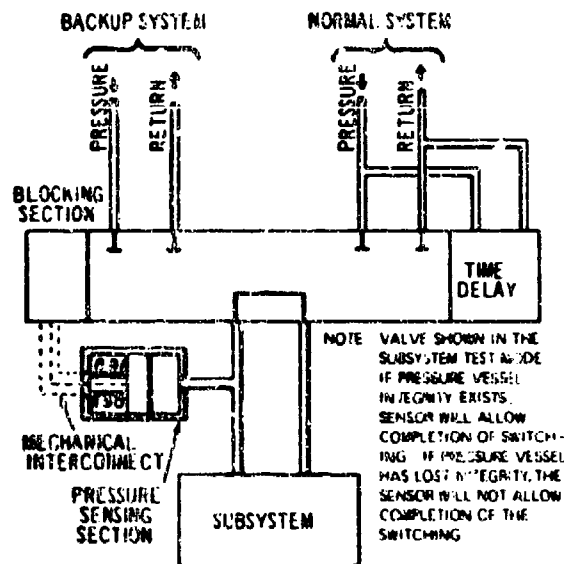 BACKUP SYSTEM
NORMAL SYSTEM
PRESSURE
RETURN
PRESSURE
RETURN
BLOCKING
SECTION
TIME
DELAY
MECHANICAL
INTERCONNECT
PRESSURE
SENSING
SECTION
SUBSYSTEM
NOTE VALVE SHOWN IN THE
SUBSYSTEM TEST MODE
IF PRESSURE VESSEL
INTEGRITY EXISTS,
SENSOR WILL ALLOW
COMPLETION OF SWITCH-
ING IF PRESSURE VESSEL
HAS LOST INTEGRITY, THE
SENSOR WILL NOT ALLOW
COMPLETION OF THE
SWITCHING